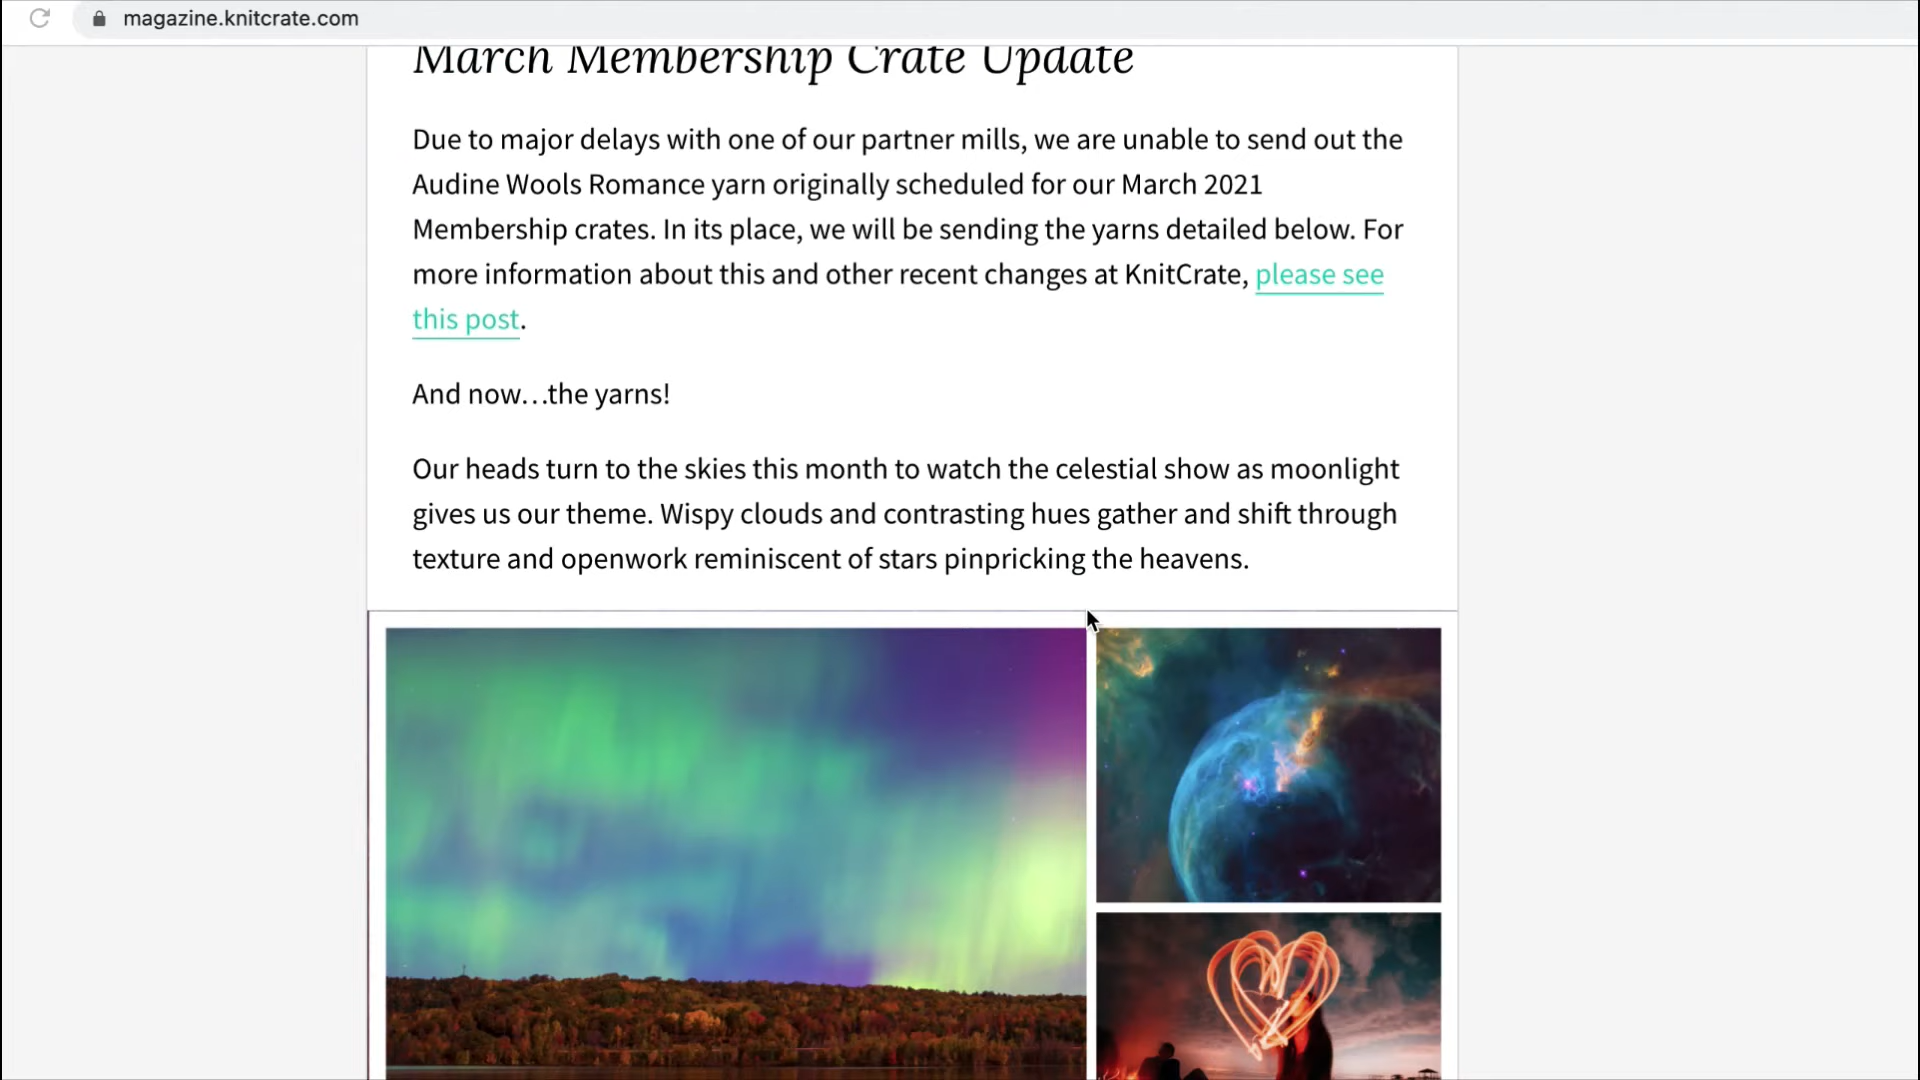 magazine.knitcrate.com
March Membership Crate Update
Due to major delays with one of our partner mills, we are unable to send out the
Audine Wools Romance yarn originally scheduled for our March 2021
Membership crates. In its place, we will be sending the yarns detailed below. For
more information about this and other recent changes at KnitCrate, please see
this post.
And now…the yarns!
Our heads turn to the skies this month to watch the celestial show as moonlight
gives us our theme. Wispy clouds and contrasting hues gather and shift through
texture and openwork reminiscent of stars pinpricking the heavens.